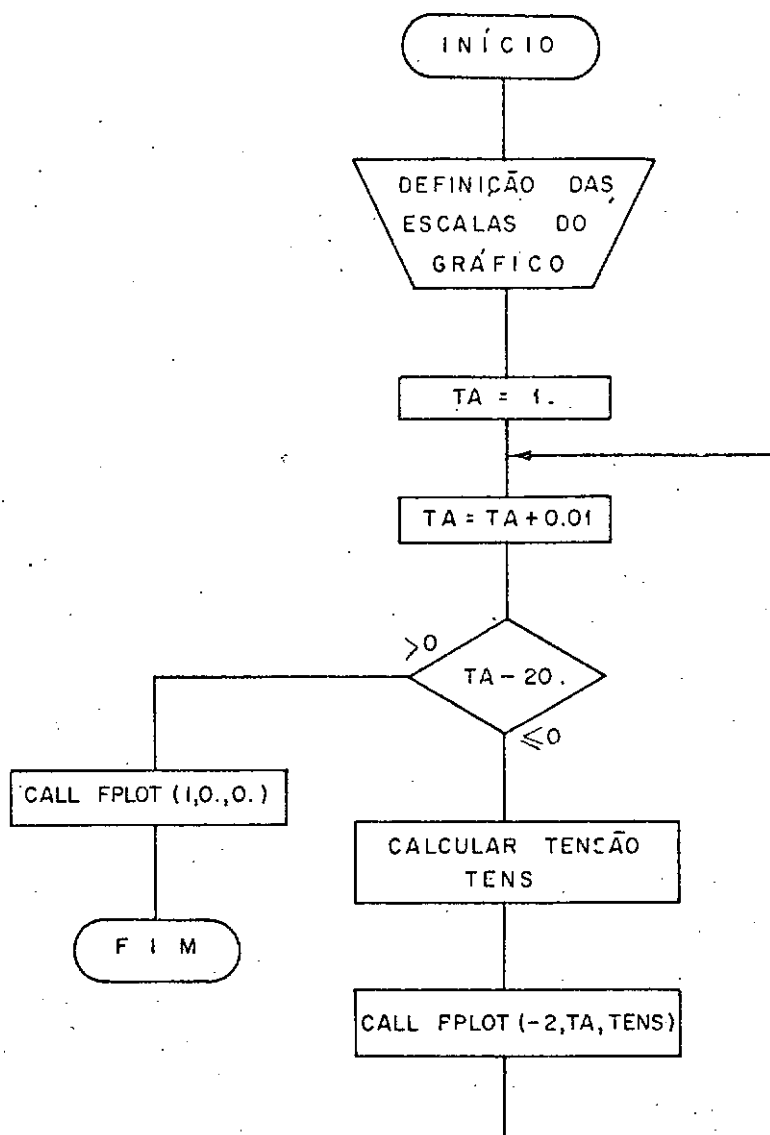 INÍCIO
DEFINIÇÃO DAS
ESCALAS DO
GRÁFICO
TA = 1.
TA = TA + 0.01
>0
TA - 20.
≤0
CALL FPLOT (1,0.,0.)
CALCULAR TENSÃO
TENS
FIM
CALL FPLOT (-2, TA, TENS)